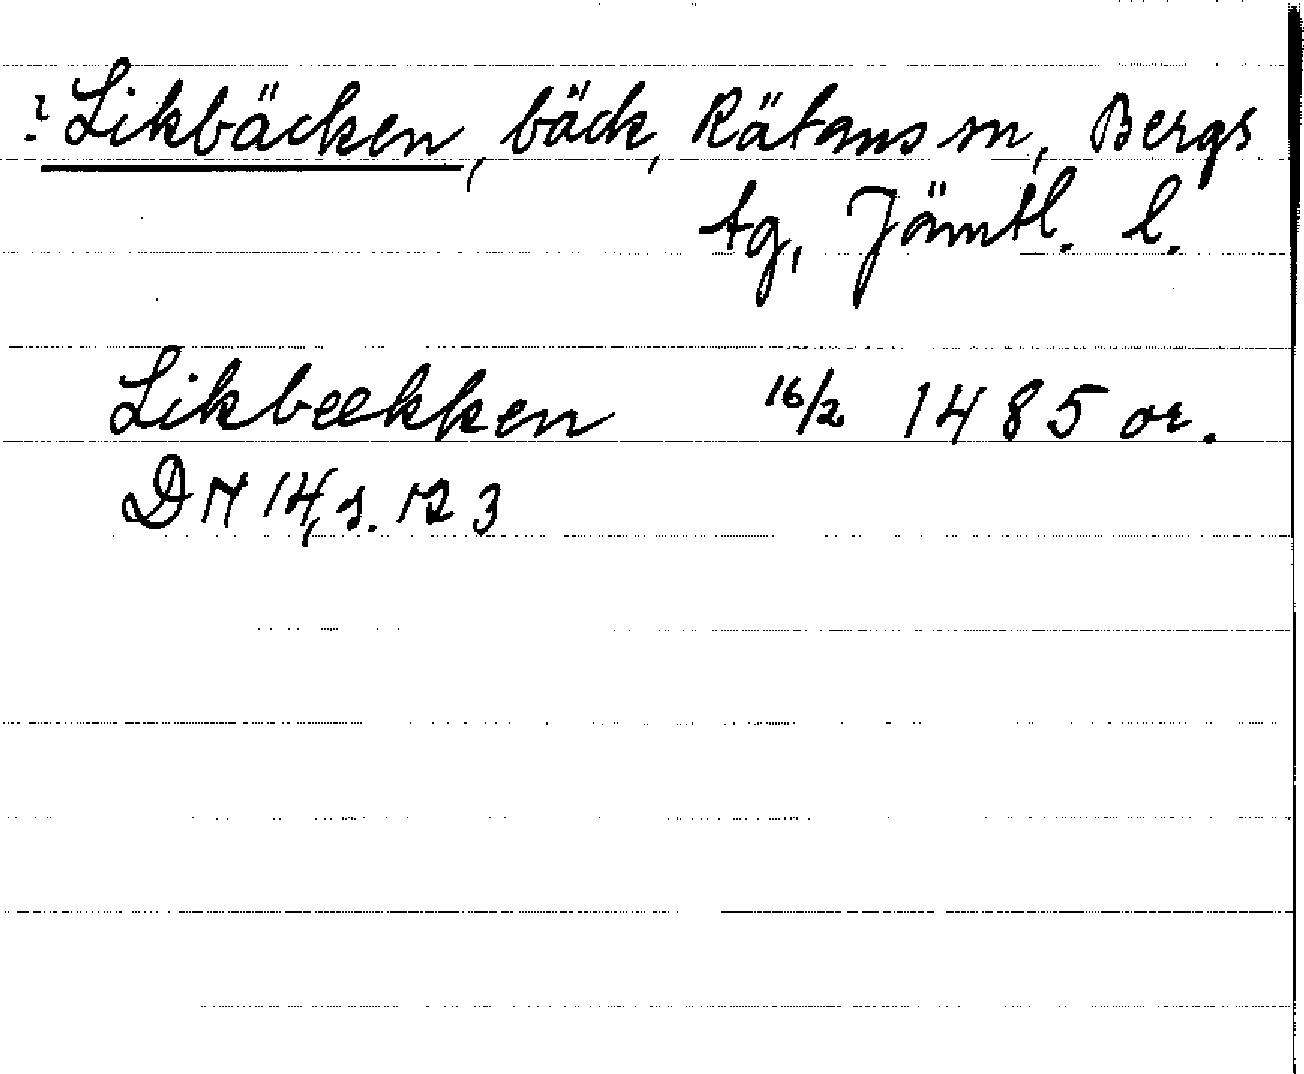 ? Likbäcken, bäck, Rätans sn, Bergs
tg, Jämtl. l.
Likbeekken 16/2 1485 or.
DN 14, s. 123